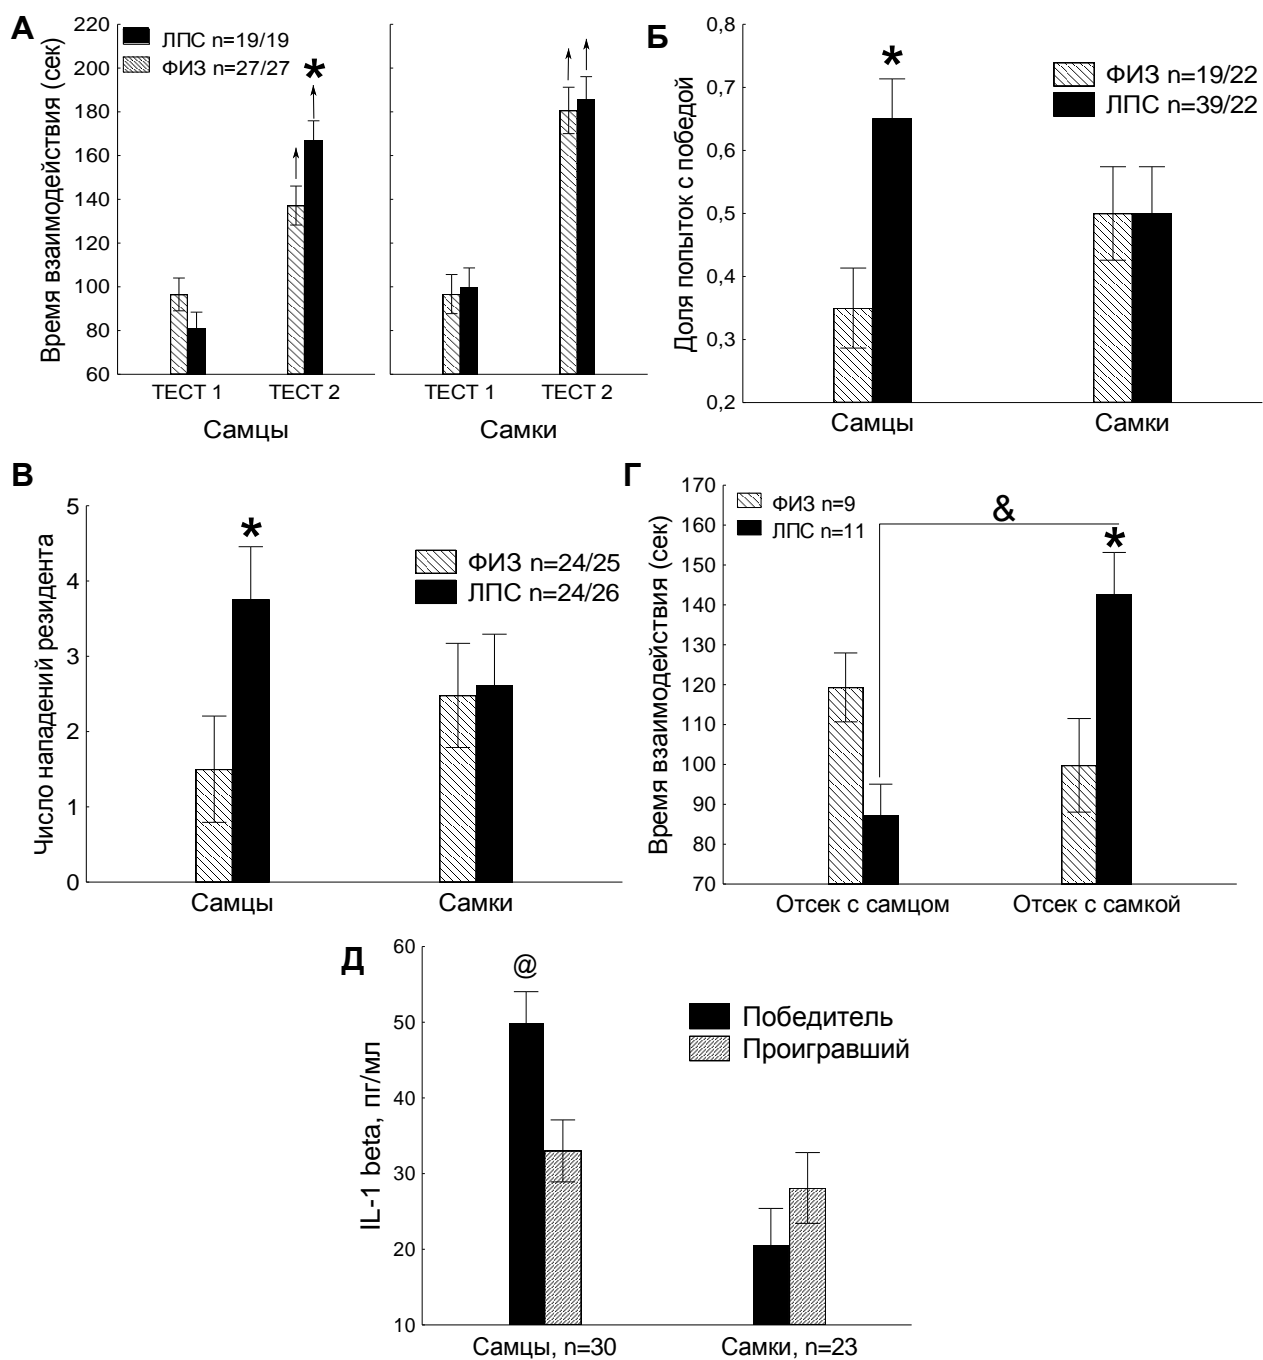 А
Время взаимодействия (сек)
220
200
180
160
140
120
100
80
60
ЛПС n=19/19
ФИЗ n=27/27
*
ТЕСТ 1
ТЕСТ 2
ТЕСТ 1
ТЕСТ 2
Самцы
Самки
Б
Доля попыток с победой
0,8
0,7
0,6
0,5
0,4
0,3
0,2
*
ФИЗ n=19/22
ЛПС n=39/22
Самцы
Самки
В
Число нападений резидента
5
4
3
2
1
0
*
ФИЗ n=24/25
ЛПС n=24/26
Самцы
Самки
Г
Время взаимодействия (сек)
170
160
150
140
130
120
110
100
90
80
70
ФИЗ n=9
ЛПС n=11
&
*
Отсек с самцом
Отсек с самкой
Д
IL-1 beta, пг/мл
60
50
40
30
20
10
@
Победитель
Проигравший
Самцы, n=30
Самки, n=23